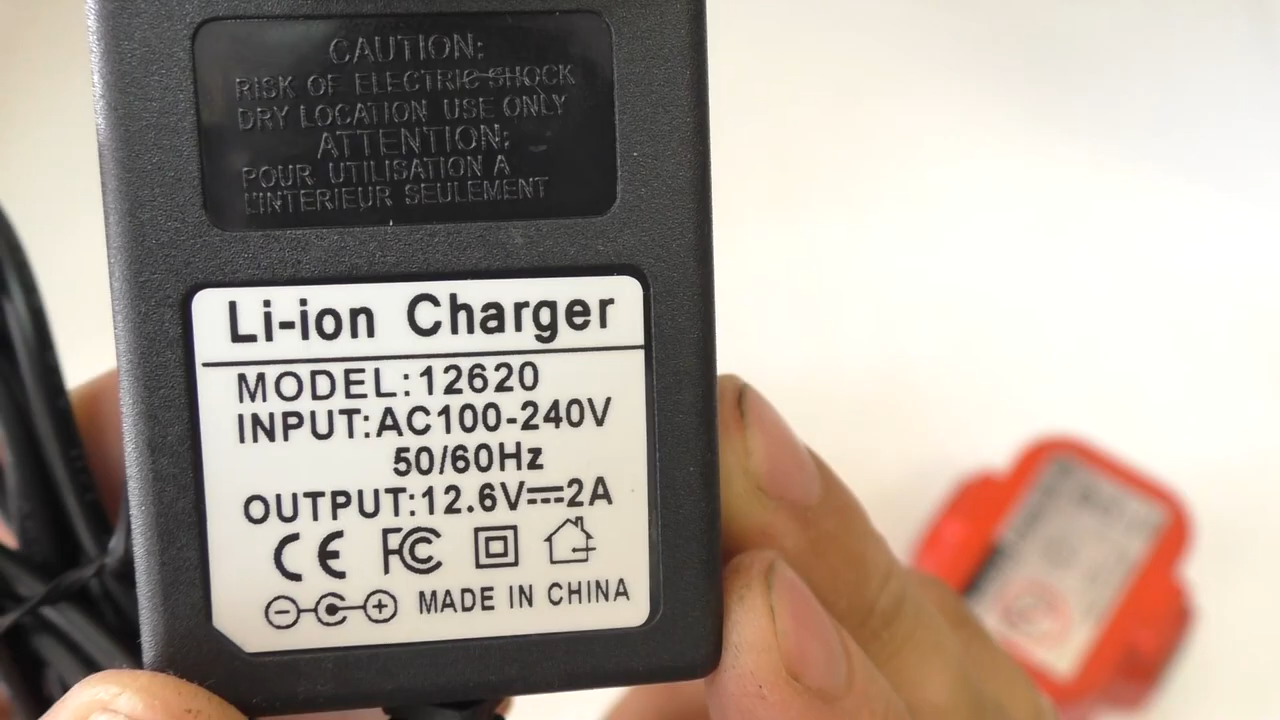 CAUTION:
RISK OF ELECTRIC SHOCK
DRY LOCATION USE ONLY
ATTENTION:
POUR UTILISATION A
L'INTERIEUR SEULEMENT
Li-ion Charger
MODEL:12620
INPUT:AC100-240V
50/60Hz
OUTPUT:12.6V⎓2A
CE FC
MADE IN CHINA